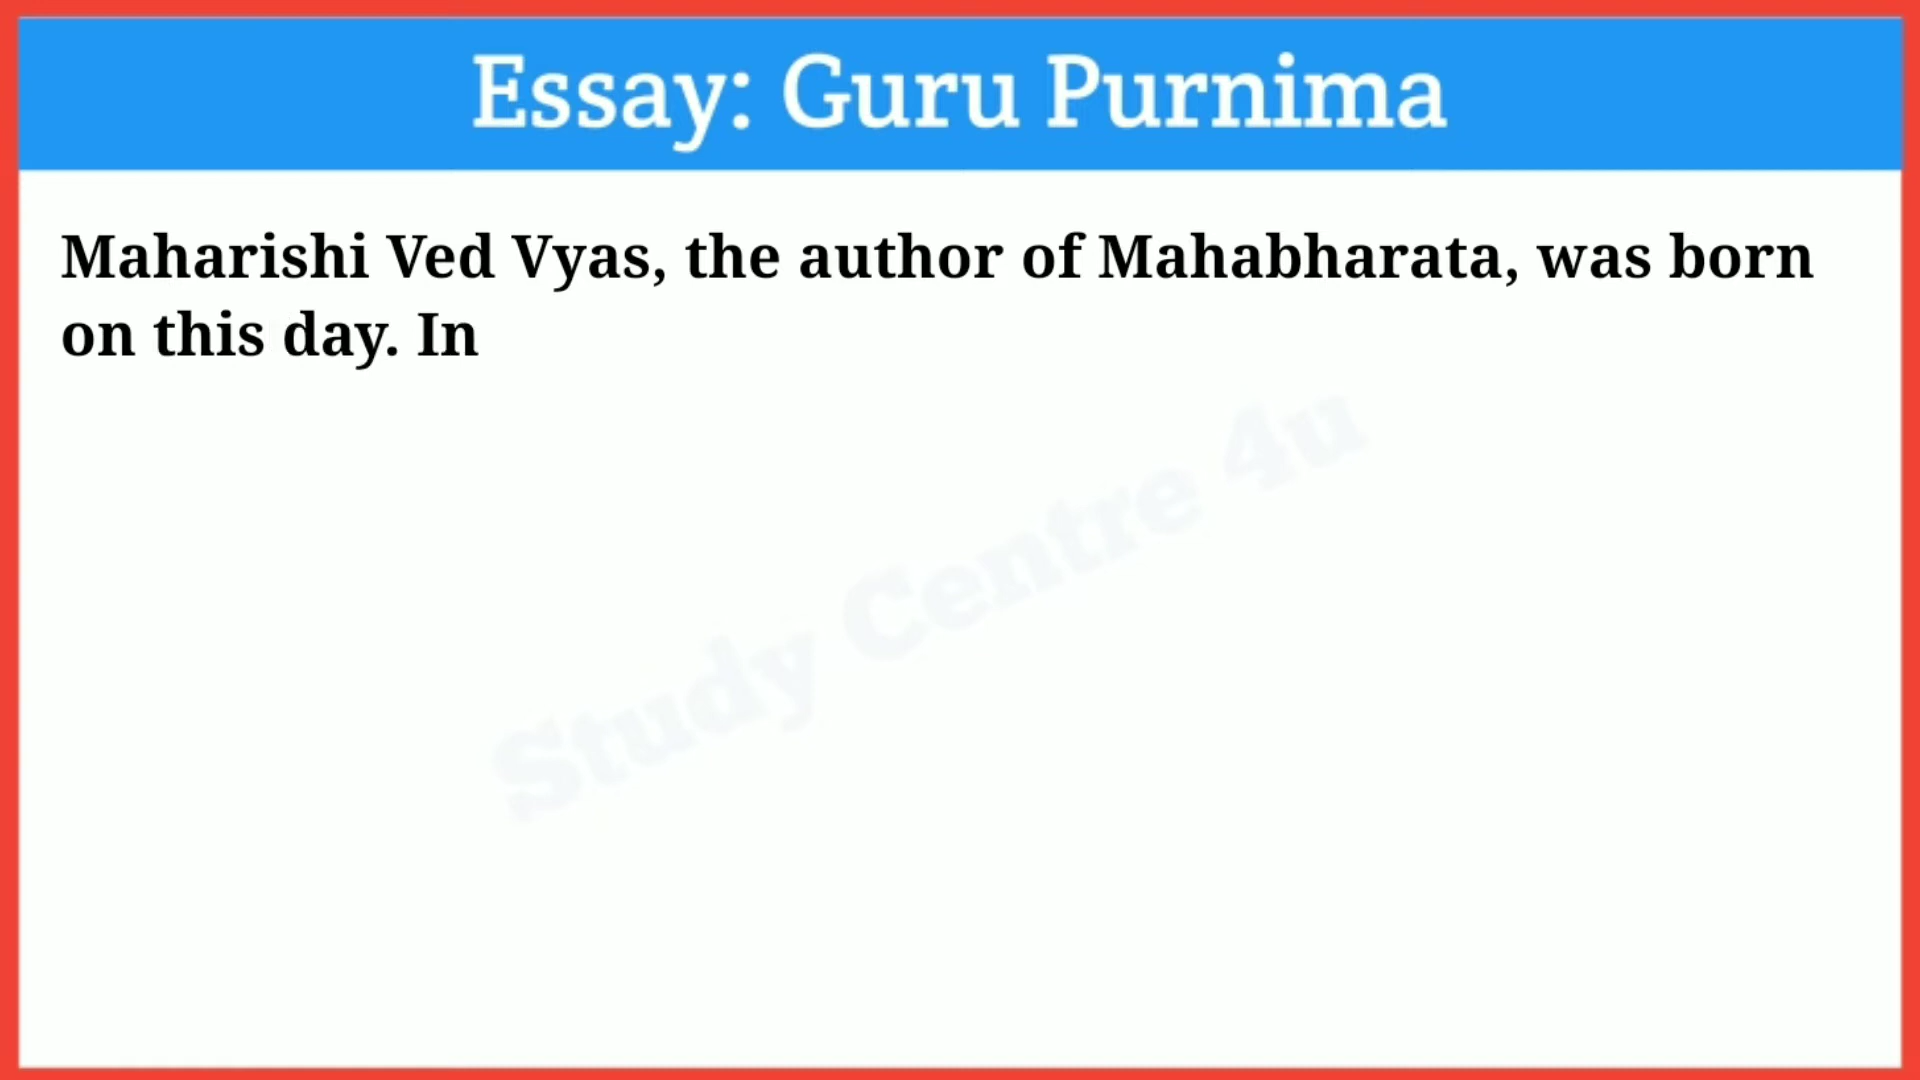 Essay: Guru Purnima
Maharishi Ved Vyas, the author of Mahabharata, was born
on this day. In
Study Centre 4u